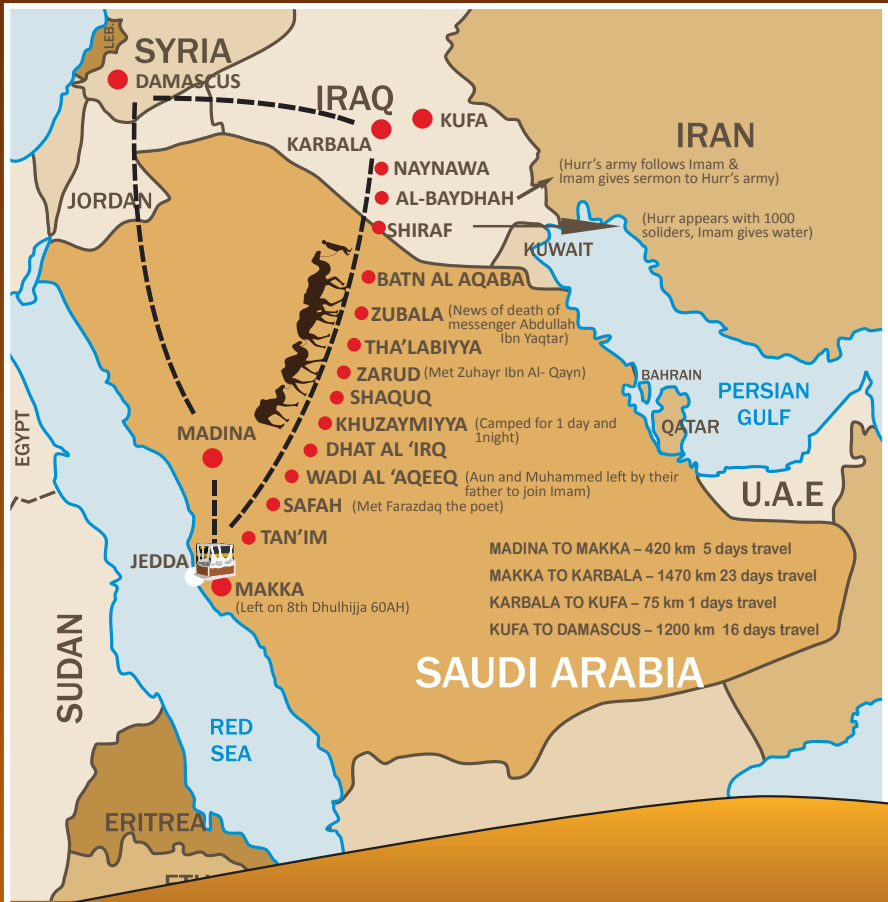 LEB.
SYRIA
DAMASCUS
IRAQ
KUFA
KARBALA
IRAN
(Hurr's army follows Imam &
Imam gives sermon to Hurr's army)
NAYNAWA
JORDAN
AL-BAYDHAH
SHIRAF
(Hurr appears with 1000
soliders, Imam gives water)
KUWAIT
BATN AL AQABA
ZUBALA (News of death of
messenger Abdullah
Ibn Yaqtar)
THA'LABIYYA
ZARUD (Met Zuhayr Ibn Al- Qayn)
BAHRAIN
SHAQUQ
PERSIAN
GULF
EGYPT
MADINA
KHUZAYMIYYA (Camped for 1 day and
1night)
QATAR
DHAT AL ‘IRQ
WADI AL ‘AQEEQ (Aun and Muhammed left by their
father to join Imam)
U.A.E
SAFAH (Met Farazdaq the poet)
TAN'IM
JEDDA
MAKKA
(Left on 8th Dhulhijja 60AH)
MADINA TO MAKKA – 420 km 5 days travel
MAKKA TO KARBALA – 1470 km 23 days travel
KARBALA TO KUFA – 75 km 1 days travel
KUFA TO DAMASCUS – 1200 km 16 days travel
SAUDI ARABIA
SUDAN
RED
SEA
ERITREA